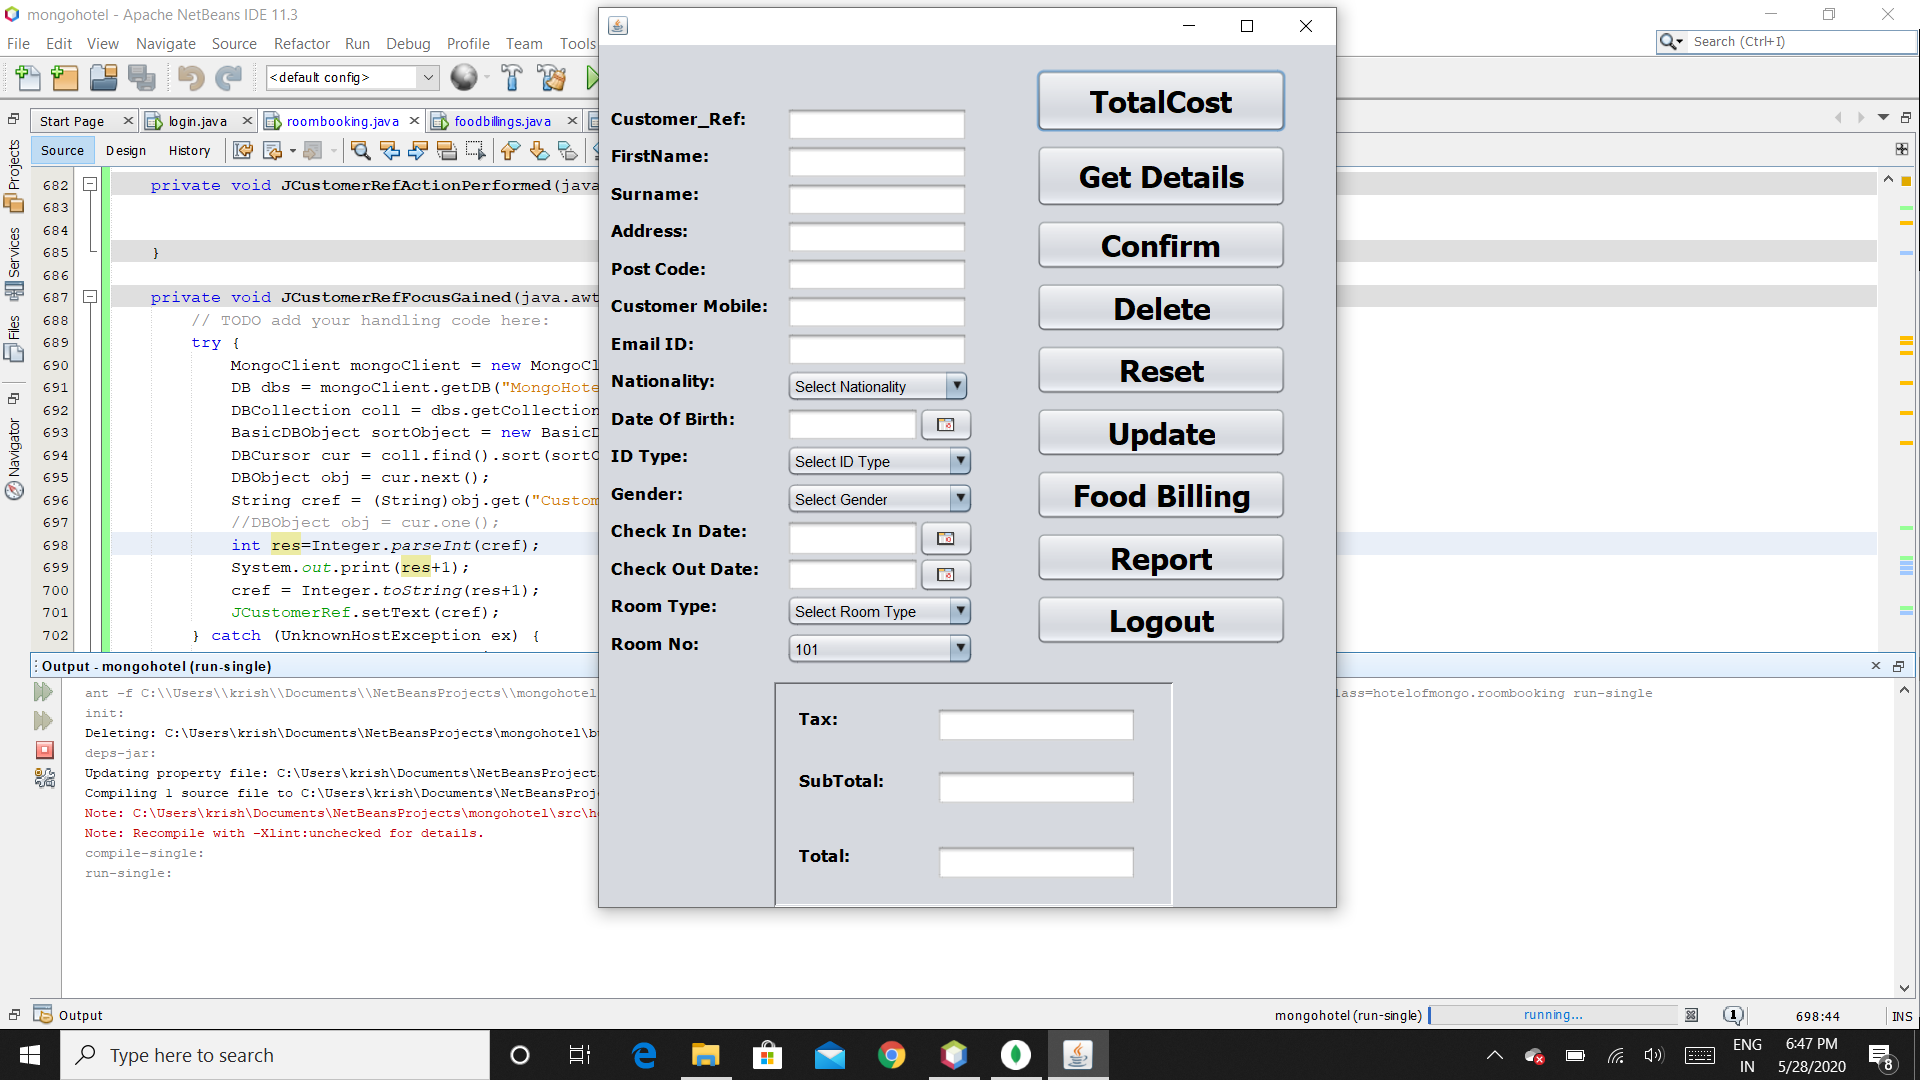 mongohotel - Apache NetBeans IDE 11.3
File Edit View Navigate Source Refactor Run Debug Profile Team Tools
Search (Ctrl+I)
<default config>
Start Page login.java roombooking.java foodbillings.java
Source Design History
Projects
Services
Files
Navigator
682 private void JCustomerRefActionPerformed(java
683
684
685 }
686
687 private void JCustomerRefFocusGained(java.awt
688 // TODO add your handling code here:
689 try {
690 MongoClient mongoClient = new MongoCl
691 DB dbs = mongoClient.getDB("MongoHote
692 DBCollection coll = dbs.getCollection
693 BasicDBObject sortObject = new BasicD
694 DBCursor cur = coll.find().sort(sortO
695 DBObject obj = cur.next();
696 String cref = (String)obj.get("Custom
697 //DBObject obj = cur.one();
698 int res=Integer.parseInt(cref);
699 System.out.print(res+1);
700 cref = Integer.toString(res+1);
701 JCustomerRef.setText(cref);
702 } catch (UnknownHostException ex) {
Customer_Ref:
FirstName:
Surname:
Address:
Post Code:
Customer Mobile:
Email ID:
Nationality: Select Nationality
Date Of Birth:
ID Type: Select ID Type
Gender: Select Gender
Check In Date:
Check Out Date:
Room Type: Select Room Type
Room No: 101
TotalCost
Get Details
Confirm
Delete
Reset
Update
Food Billing
Report
Logout
Tax:
SubTotal:
Total:
Output - mongohotel (run-single)
ant -f C:\\Users\\krish\\Documents\\NetBeansProjects\\mongohotel lass=hotelofmongo.roombooking run-single
init:
Deleting: C:\Users\krish\Documents\NetBeansProjects\mongohotel\b
deps-jar:
Updating property file: C:\Users\krish\Documents\NetBeansProject
Compiling 1 source file to C:\Users\krish\Documents\NetBeansProj
Note: C:\Users\krish\Documents\NetBeansProjects\mongohotel\src\h
Note: Recompile with -Xlint:unchecked for details.
compile-single:
run-single:
Output
mongohotel (run-single) running... 1 698:44 INS
Type here to search
ENG
IN
6:47 PM
5/28/2020
8